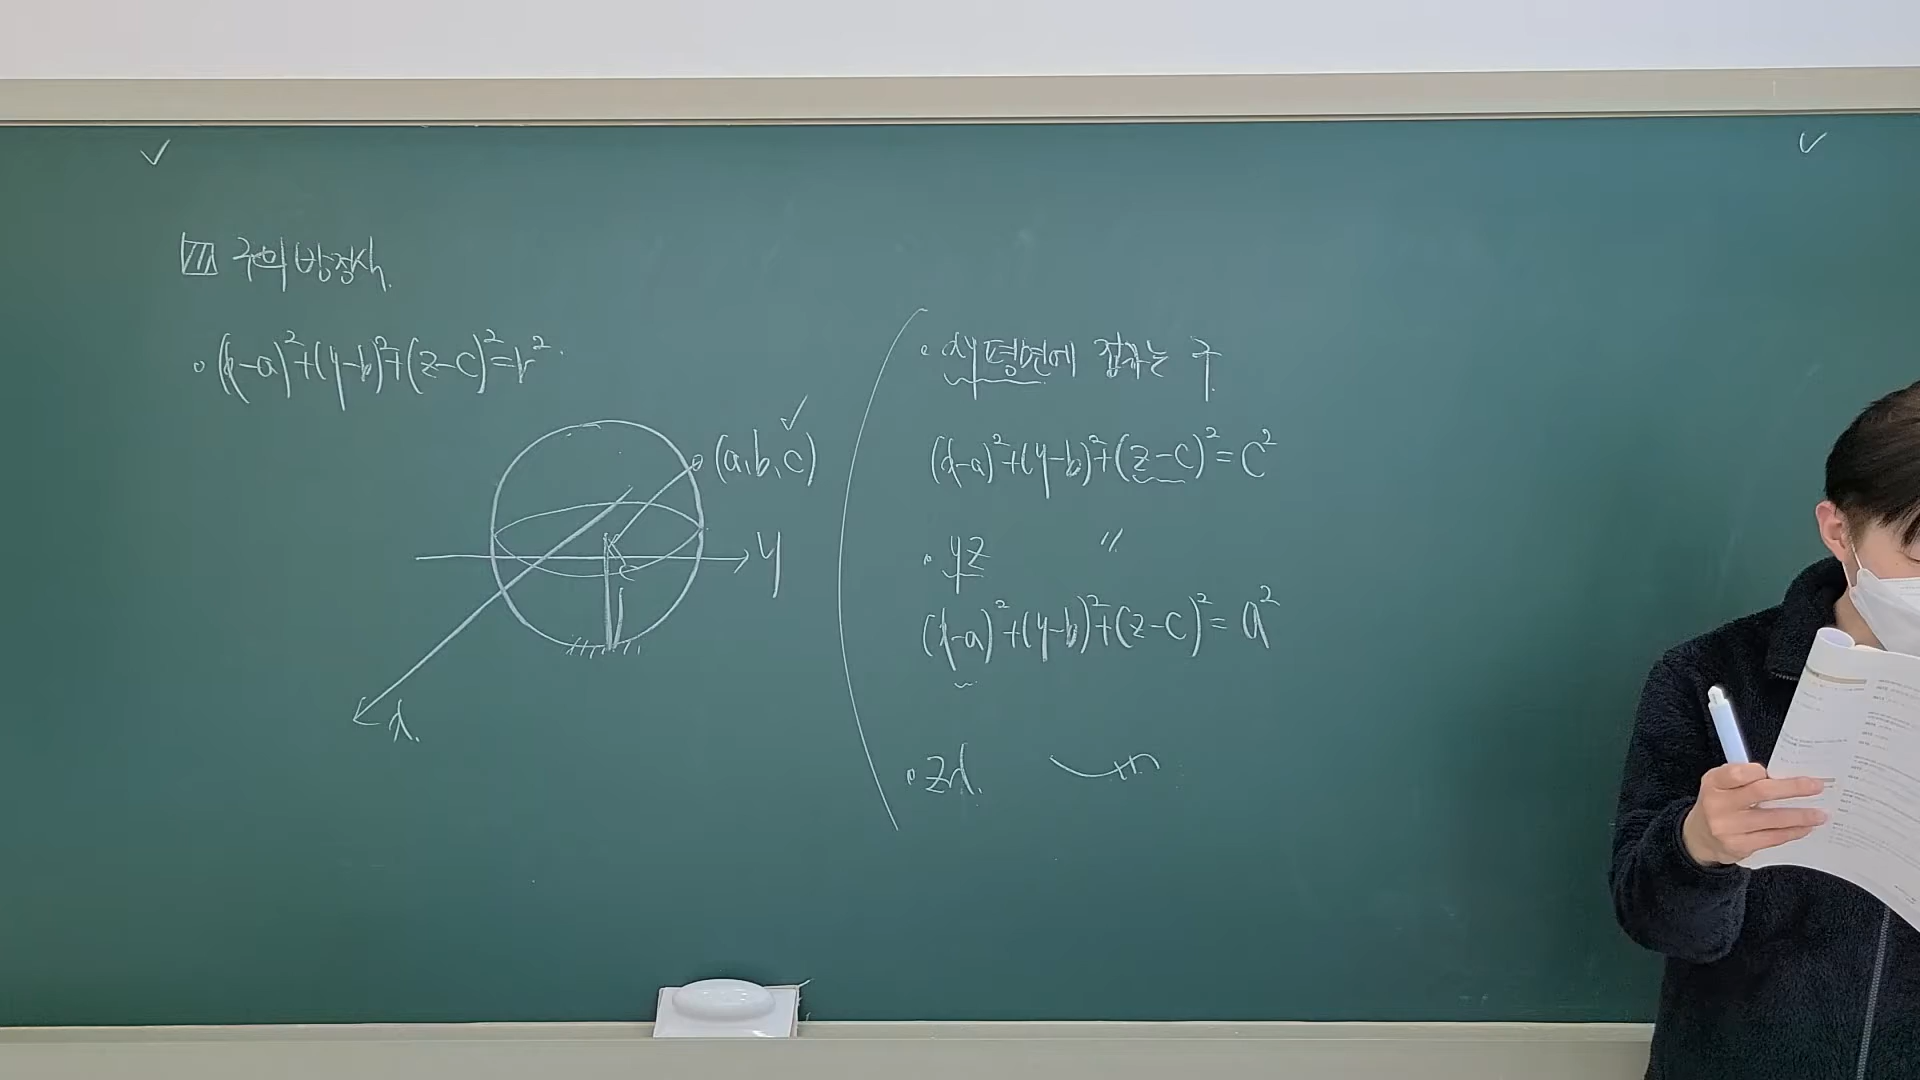 구의 방정식.
(x-a)²+(y-b)²+(z-c)²=r².
(a,b,c)
y
c
x.
xy평면에 접하는 구.
(x-a)²+(y-b)²+(z-c)²=c²
yz 〃
(x-a)²+(y-b)²+(z-c)²=a²
zx.